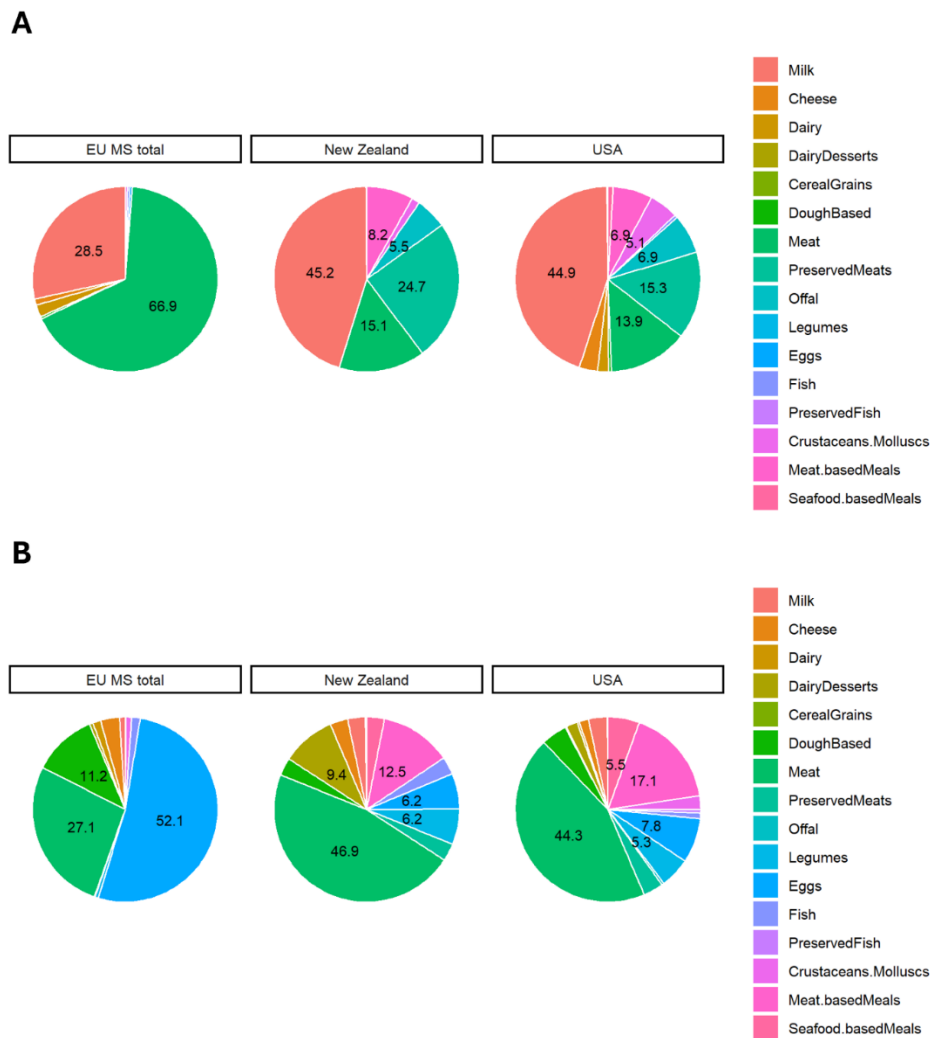 A
Milk
Cheese
Dairy
DairyDesserts
CerealGrains
DoughBased
Meat
PreservedMeats
Offal
Legumes
Eggs
Fish
PreservedFish
Crustaceans.Molluscs
Meat.basedMeals
Seafood.basedMeals
EU MS total
New Zealand
USA
28.5
66.9
45.2
8.2
5.5
24.7
15.1
44.9
6.9
5.1
6.9
15.3
13.9
B
Milk
Cheese
Dairy
DairyDesserts
CerealGrains
DoughBased
Meat
PreservedMeats
Offal
Legumes
Eggs
Fish
PreservedFish
Crustaceans.Molluscs
Meat.basedMeals
Seafood.basedMeals
EU MS total
New Zealand
USA
11.2
27.1
52.1
9.4
12.5
6.2
6.2
46.9
5.5
17.1
7.8
5.3
44.3